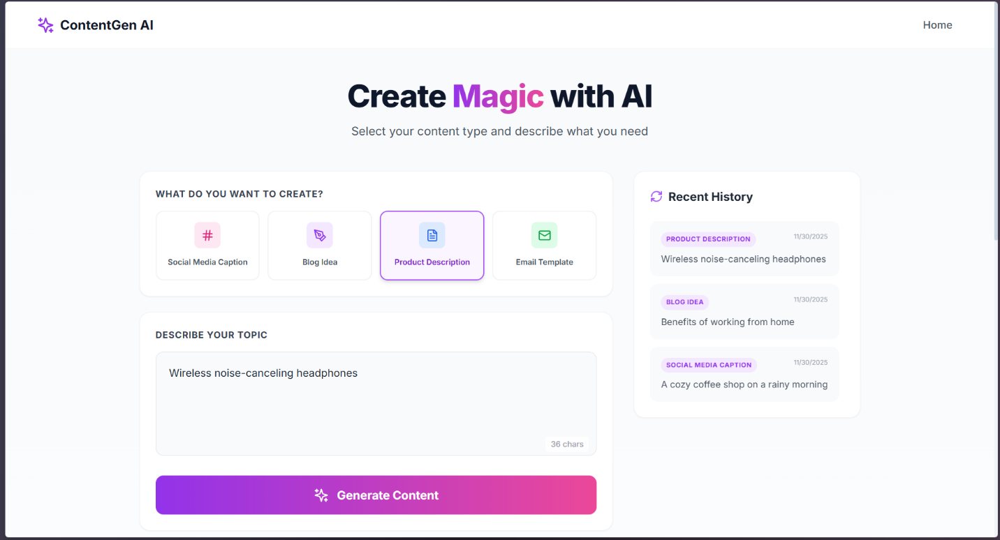 ContentGen AI
Home
Create Magic with AI
Select your content type and describe what you need
WHAT DO YOU WANT TO CREATE?
Social Media Caption
Blog Idea
Product Description
Email Template
DESCRIBE YOUR TOPIC
Wireless noise-canceling headphones
36 chars
Generate Content
Recent History
PRODUCT DESCRIPTION
11/30/2025
Wireless noise-canceling headphones
BLOG IDEA
11/30/2025
Benefits of working from home
SOCIAL MEDIA CAPTION
11/30/2025
A cozy coffee shop on a rainy morning